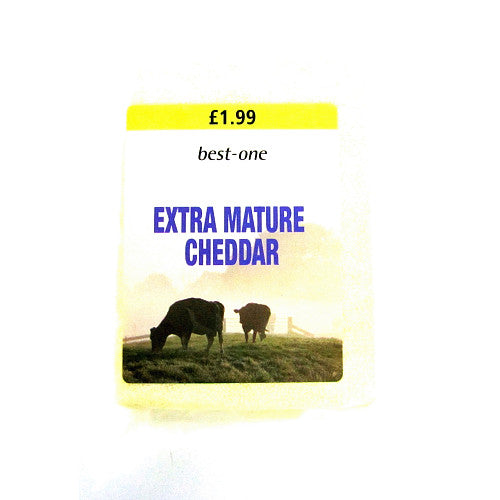 £1.99
best-one
EXTRA MATURE
CHEDDAR